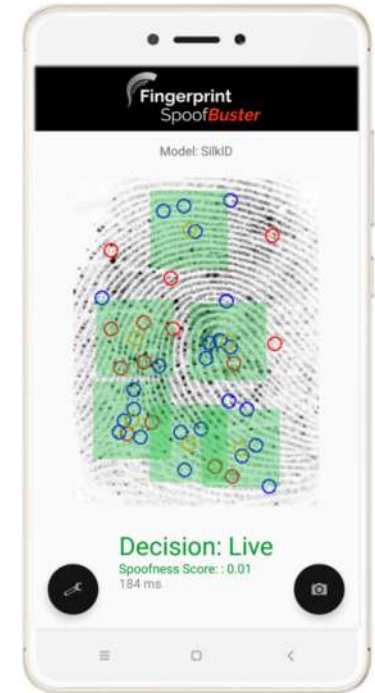 Fingerprint
SpoofBuster
Model: SilkID
Decision: Live
Spoofness Score: : 0.01
184 ms